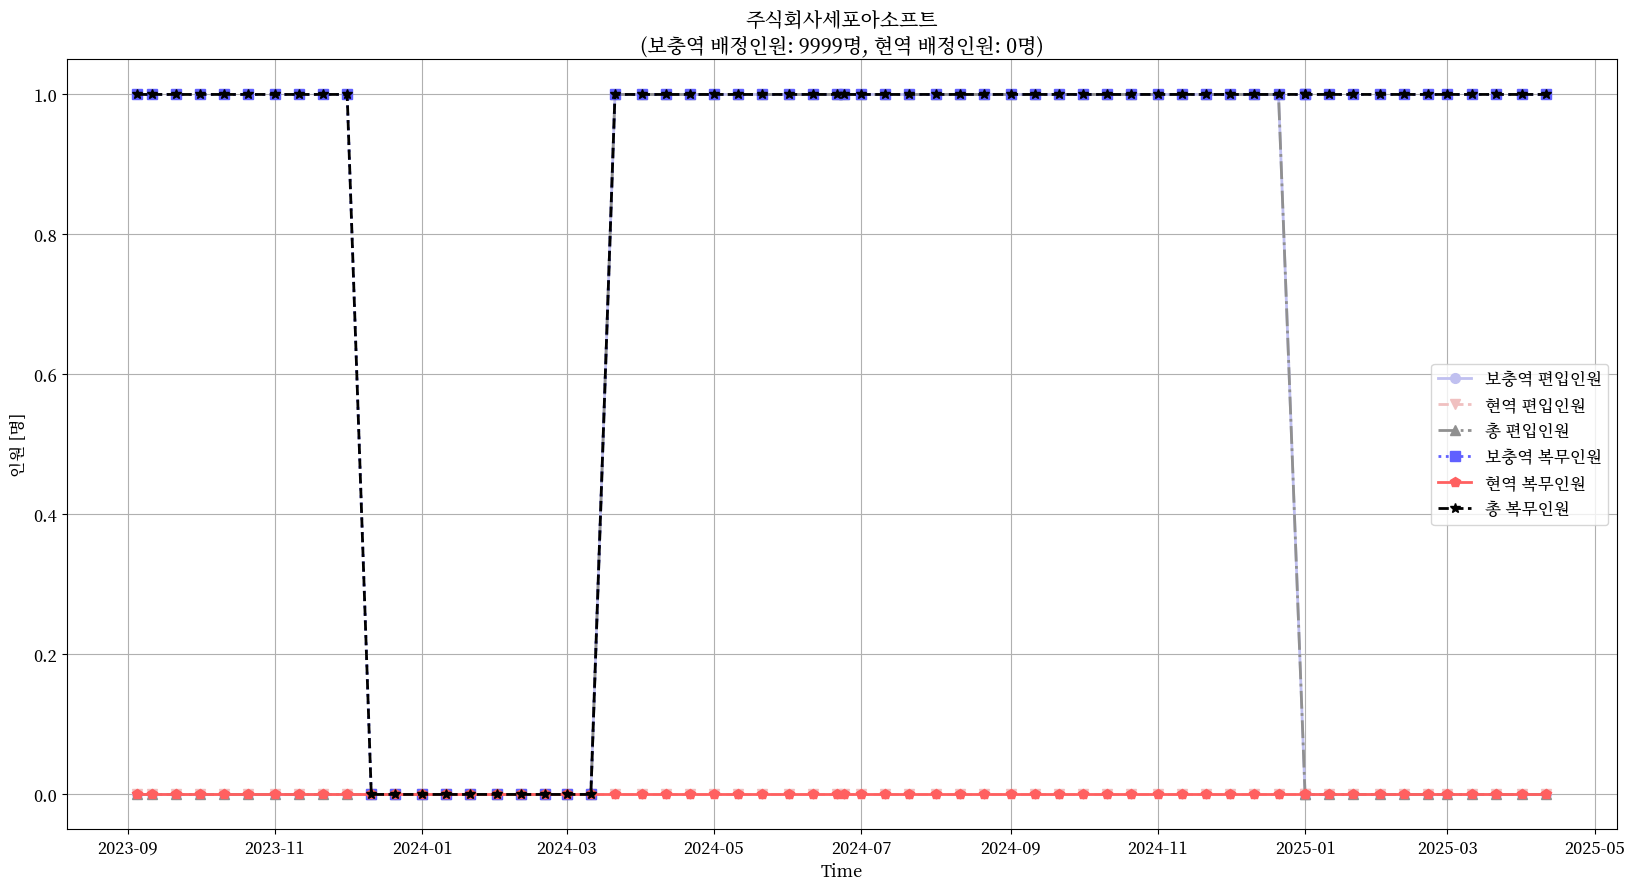 주식회사세포아소프트
(보충역 배정인원: 9999명, 현역 배정인원: 0명)
1.0
0.8
0.6
0.4
0.2
0.0
인원 [명]
보충역 편입인원
현역 편입인원
총 편입인원
보충역 복무인원
현역 복무인원
총 복무인원
2023-09
2023-11
2024-01
2024-03
2024-05
2024-07
2024-09
2024-11
2025-01
2025-03
2025-05
Time